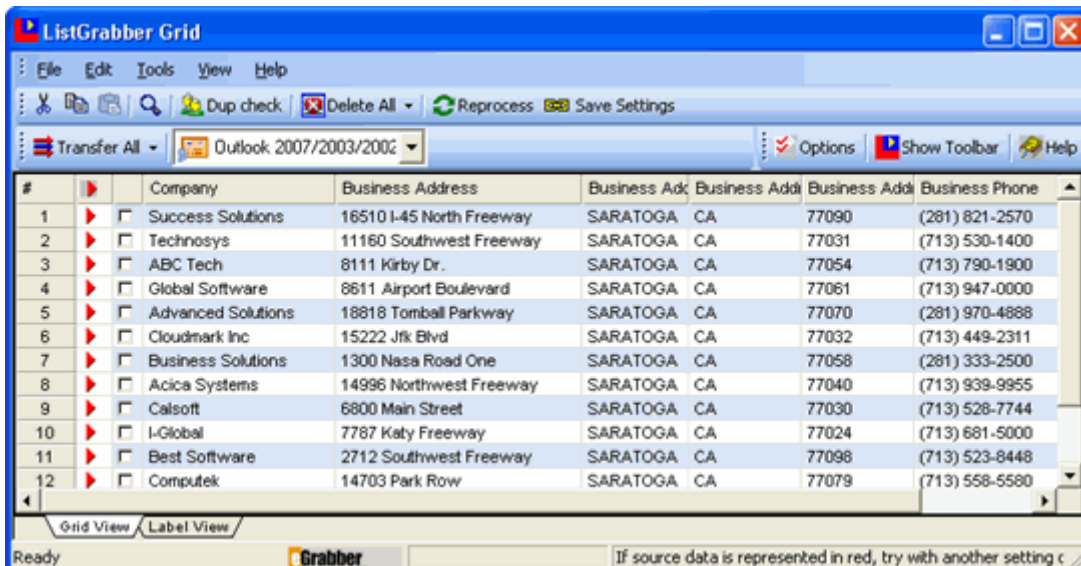 ListGrabber Grid
File Edit Tools View Help
Dup check Delete All Reprocess Save Settings
Transfer All Outlook 2007/2003/2002 Options Show Toolbar Help
# Company Business Address Business Add Business Addr Business Addr Business Phone
1 Success Solutions 16510 I-45 North Freeway SARATOGA CA 77090 (281) 821-2570
2 Technosys 11160 Southwest Freeway SARATOGA CA 77031 (713) 530-1400
3 ABC Tech 8111 Kirby Dr. SARATOGA CA 77054 (713) 790-1900
4 Global Software 8611 Airport Boulevard SARATOGA CA 77061 (713) 947-0000
5 Advanced Solutions 18818 Tomball Parkway SARATOGA CA 77070 (281) 970-4888
6 Cloudmark Inc 15222 Jfk Blvd SARATOGA CA 77032 (713) 449-2311
7 Business Solutions 1300 Nasa Road One SARATOGA CA 77058 (281) 333-2500
8 Acica Systems 14996 Northwest Freeway SARATOGA CA 77040 (713) 939-9955
9 Calsoft 6800 Main Street SARATOGA CA 77030 (713) 528-7744
10 I-Global 7787 Katy Freeway SARATOGA CA 77024 (713) 681-5000
11 Best Software 2712 Southwest Freeway SARATOGA CA 77098 (713) 523-8448
12 Computek 14703 Park Row SARATOGA CA 77079 (713) 558-5580
Grid View Label View
Ready eGrabber If source data is represented in red, try with another setting c